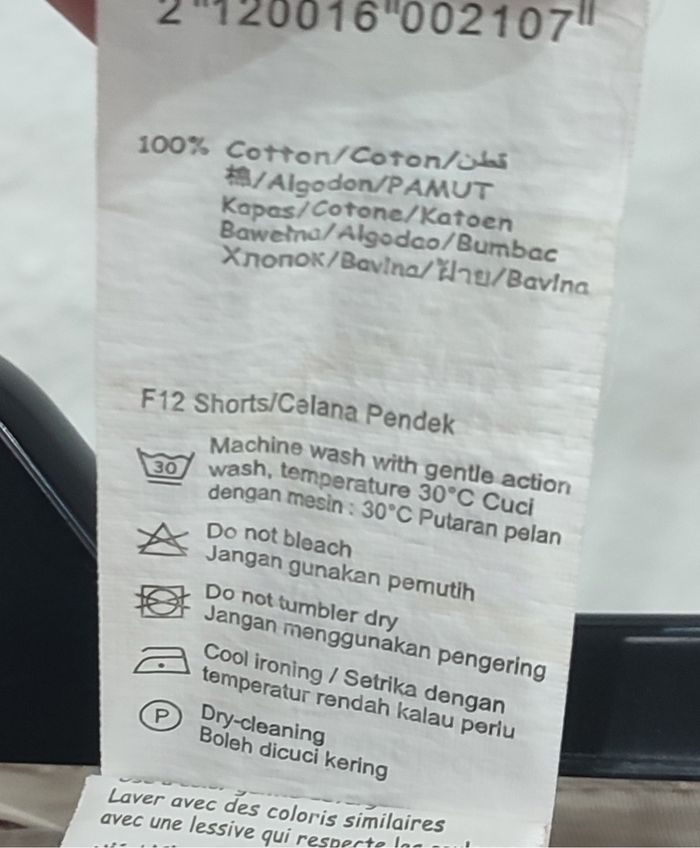 2 120016 002107
100% Cotton/Coton/قطن
棉/Algodon/PAMUT
Kapas/Cotone/Katoen
Bawełna/Algodao/Bumbac
Хлопок/Bavlna/ฝ้าย/Bavlna
F12 Shorts/Celana Pendek
30
Machine wash with gentle action
wash, temperature 30°C Cuci
dengan mesin : 30°C Putaran pelan
Do not bleach
Jangan gunakan pemutih
Do not tumbler dry
Jangan menggunakan pengering
Cool ironing / Setrika dengan
temperatur rendah kalau perlu
P
Dry-cleaning
Boleh dicuci kering
Laver avec des coloris similaires
avec une lessive qui respecte les